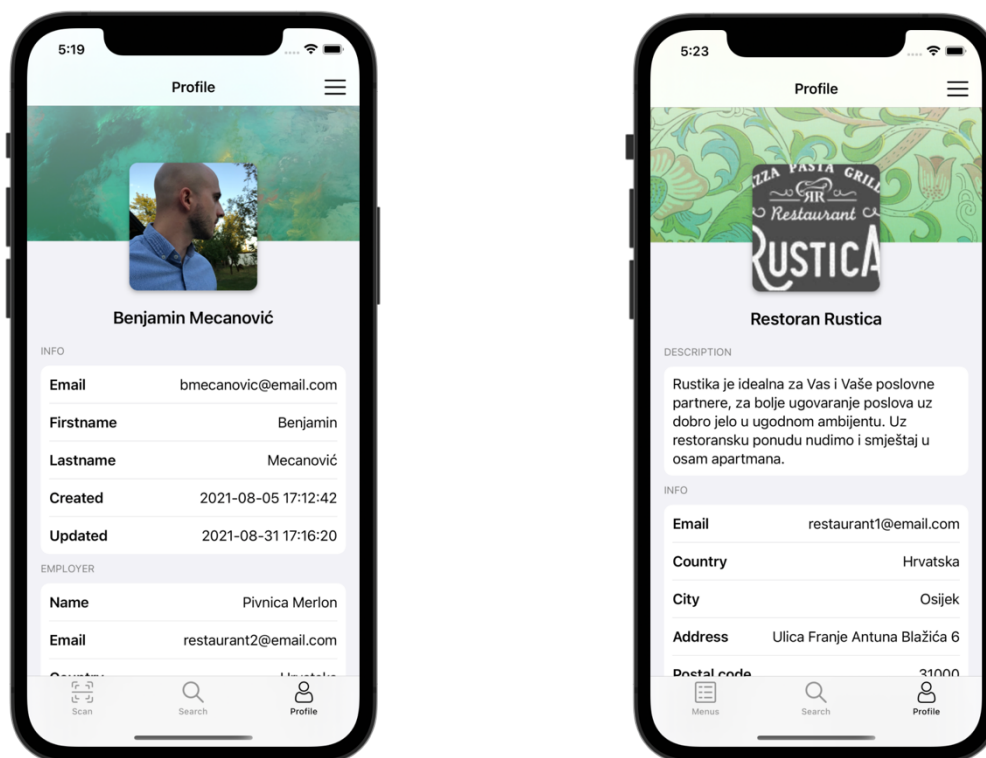 5:19
Profile
Benjamin Mecanović
INFO
Email bmecanovic@email.com
Firstname Benjamin
Lastname Mecanović
Created 2021-08-05 17:12:42
Updated 2021-08-31 17:16:20
EMPLOYER
Name Pivnica Merlon
Email restaurant2@email.com
Country Hrvatska
Scan Search Profile
5:23
Profile
ZZA PASTA GRILL
RR
Restaurant
RUSTICA
Restoran Rustica
DESCRIPTION
Rustika je idealna za Vas i Vaše poslovne
partnere, za bolje ugovaranje poslova uz
dobro jelo u ugodnom ambijentu. Uz
restoransku ponudu nudimo i smještaj u
osam apartmana.
INFO
Email restaurant1@email.com
Country Hrvatska
City Osijek
Address Ulica Franje Antuna Blažića 6
Postal code 31000
Menus Search Profile